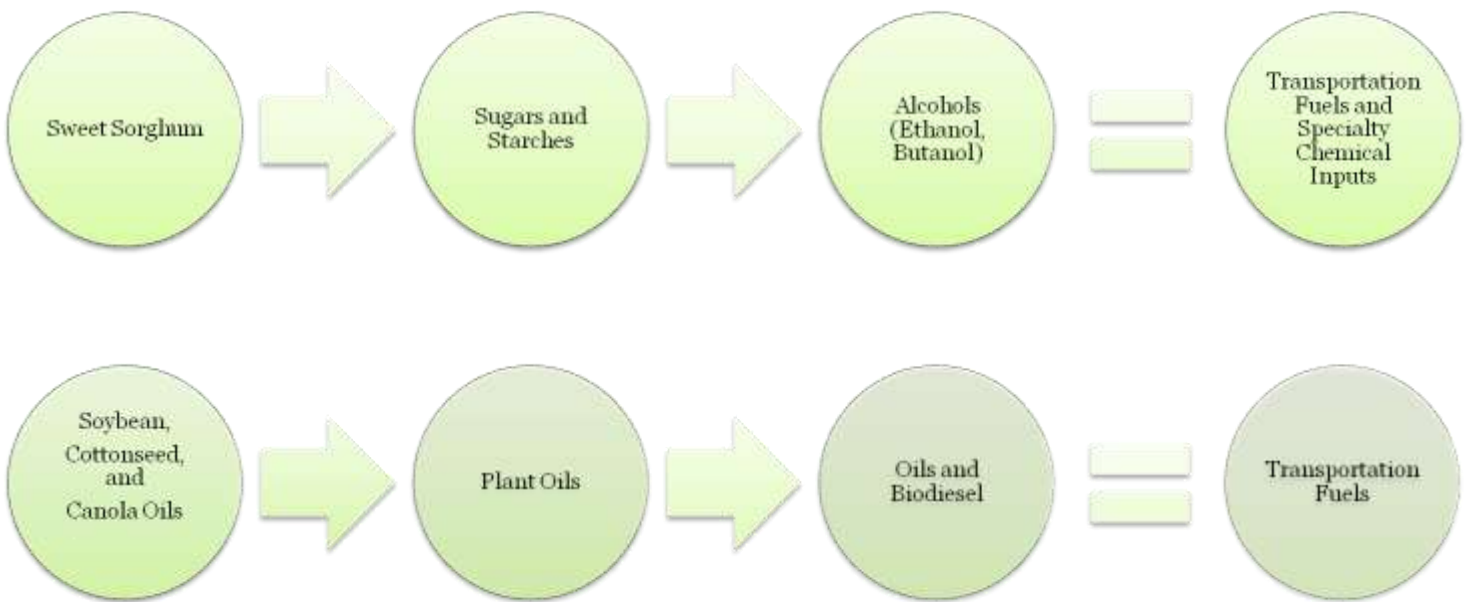 Sweet Sorghum
Sugars and
Starches
Alcohols
(Ethanol,
Butanol)
Transportation
Fuels and
Specialty
Chemical
Inputs
Soybean,
Cottonseed,
and
Canola Oils
Plant Oils
Oils and
Biodiesel
Transportation
Fuels